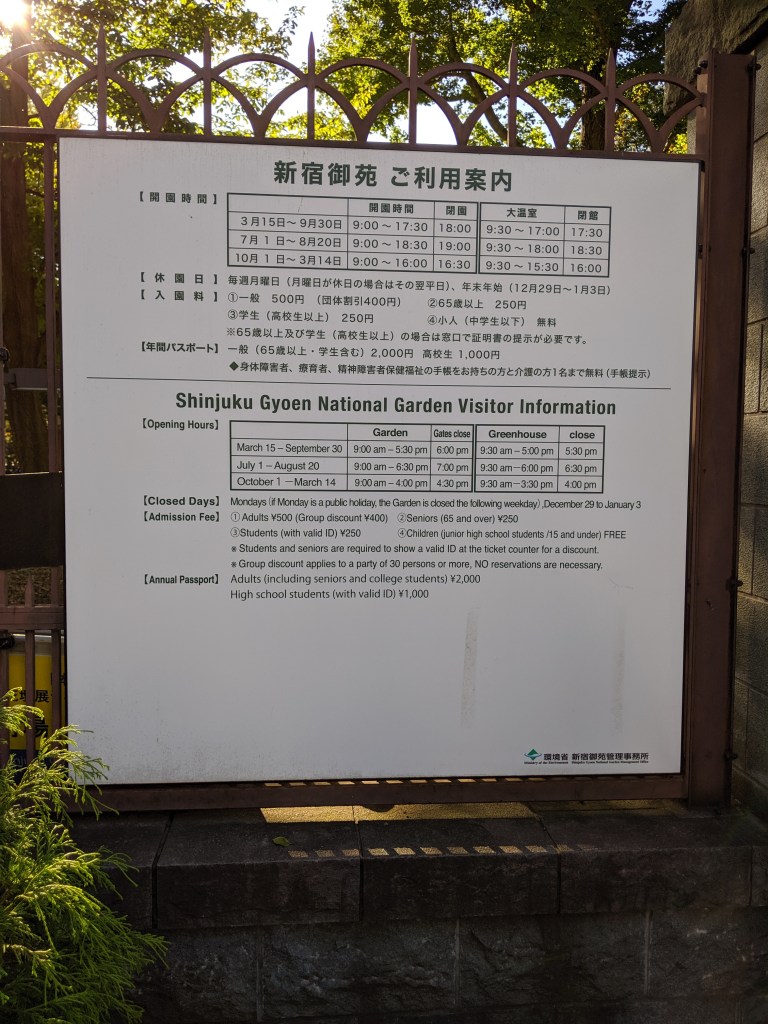 新宿御苑 ご利用案内
【開園時間】
開園時間 閉園 大温室 閉館
3月15日～9月30日 9:00～17:30 18:00 9:30～17:00 17:30
7月1日～8月20日 9:00～18:30 19:00 9:30～18:00 18:30
10月1日～3月14日 9:00～16:00 16:30 9:30～15:30 16:00
【休園日】 毎週月曜日（月曜日が休日の場合はその翌平日）、年末年始（12月29日～1月3日）
【入園料】 ①一般 500円 （団体割引400円） ②65歳以上 250円
③学生（高校生以上） 250円 ④小人（中学生以下） 無料
※65歳以上及び学生（高校生以上）の場合は窓口で証明書の提示が必要です。
【年間パスポート】 一般（65歳以上・学生含む）2,000円 高校生 1,000円
◆身体障害者、療育者、精神障害者保健福祉の手帳をお持ちの方と介護の方1名まで無料（手帳提示）
Shinjuku Gyoen National Garden Visitor Information
【Opening Hours】
Garden Gates close Greenhouse close
March 15 – September 30 9:00 am – 5:30 pm 6:00 pm 9:30 am – 5:00 pm 5:30 pm
July 1 – August 20 9:00 am – 6:30 pm 7:00 pm 9:30 am – 6:00 pm 6:30 pm
October 1 – March 14 9:00 am – 4:00 pm 4:30 pm 9:30 am – 3:30 pm 4:00 pm
【Closed Days】 Mondays (if Monday is a public holiday, the Garden is closed the following weekday) ,December 29 to January 3
【Admission Fee】 ① Adults ¥500 (Group discount ¥400) ②Seniors (65 and over) ¥250
③Students (with valid ID) ¥250 ④Children (junior high school students /15 and under) FREE
※ Students and seniors are required to show a valid ID at the ticket counter for a discount.
※ Group discount applies to a party of 30 persons or more, NO reservations are necessary.
【Annual Passport】 Adults (including seniors and college students) ¥2,000
High school students (with valid ID) ¥1,000
環境省 新宿御苑管理事務所
Ministry of the Environment Shinjuku Gyoen National Garden Management Office